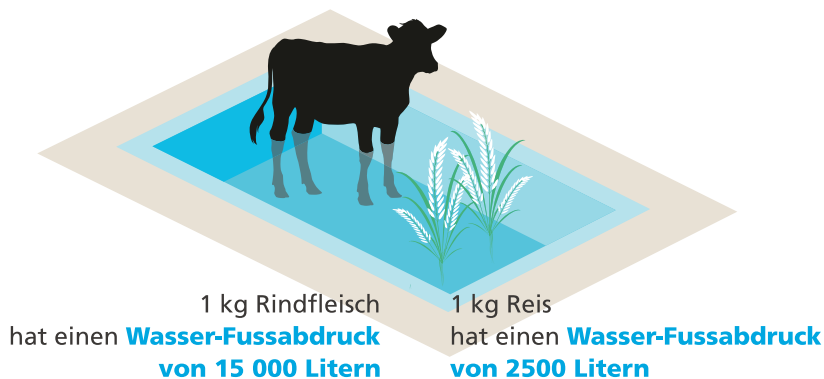 1 kg Rindfleisch
hat einen Wasser-Fussabdruck
von 15 000 Litern
1 kg Reis
hat einen Wasser-Fussabdruck
von 2500 Litern